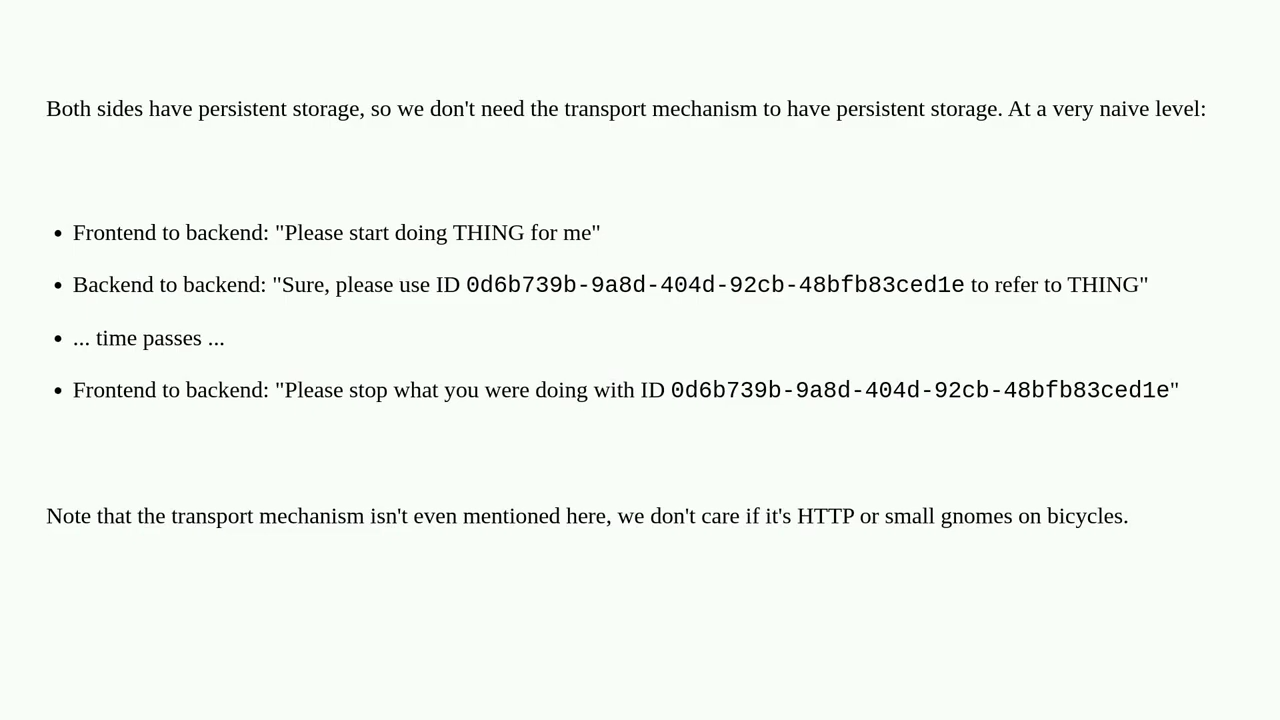 Both sides have persistent storage, so we don't need the transport mechanism to have persistent storage. At a very naive level:
• Frontend to backend: "Please start doing THING for me"
• Backend to backend: "Sure, please use ID 0d6b739b-9a8d-404d-92cb-48bfb83ced1e to refer to THING"
• ... time passes ...
• Frontend to backend: "Please stop what you were doing with ID 0d6b739b-9a8d-404d-92cb-48bfb83ced1e"
Note that the transport mechanism isn't even mentioned here, we don't care if it's HTTP or small gnomes on bicycles.